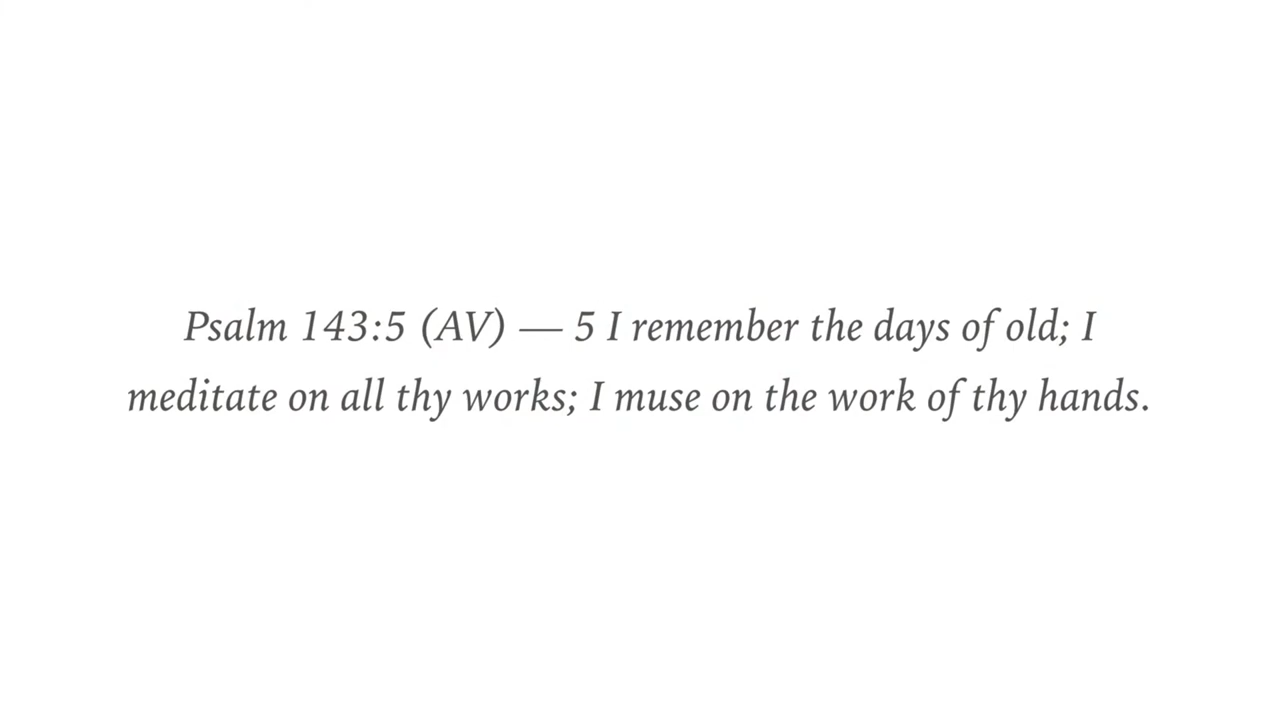 Psalm 143:5 (AV) — 5 I remember the days of old; I
meditate on all thy works; I muse on the work of thy hands.